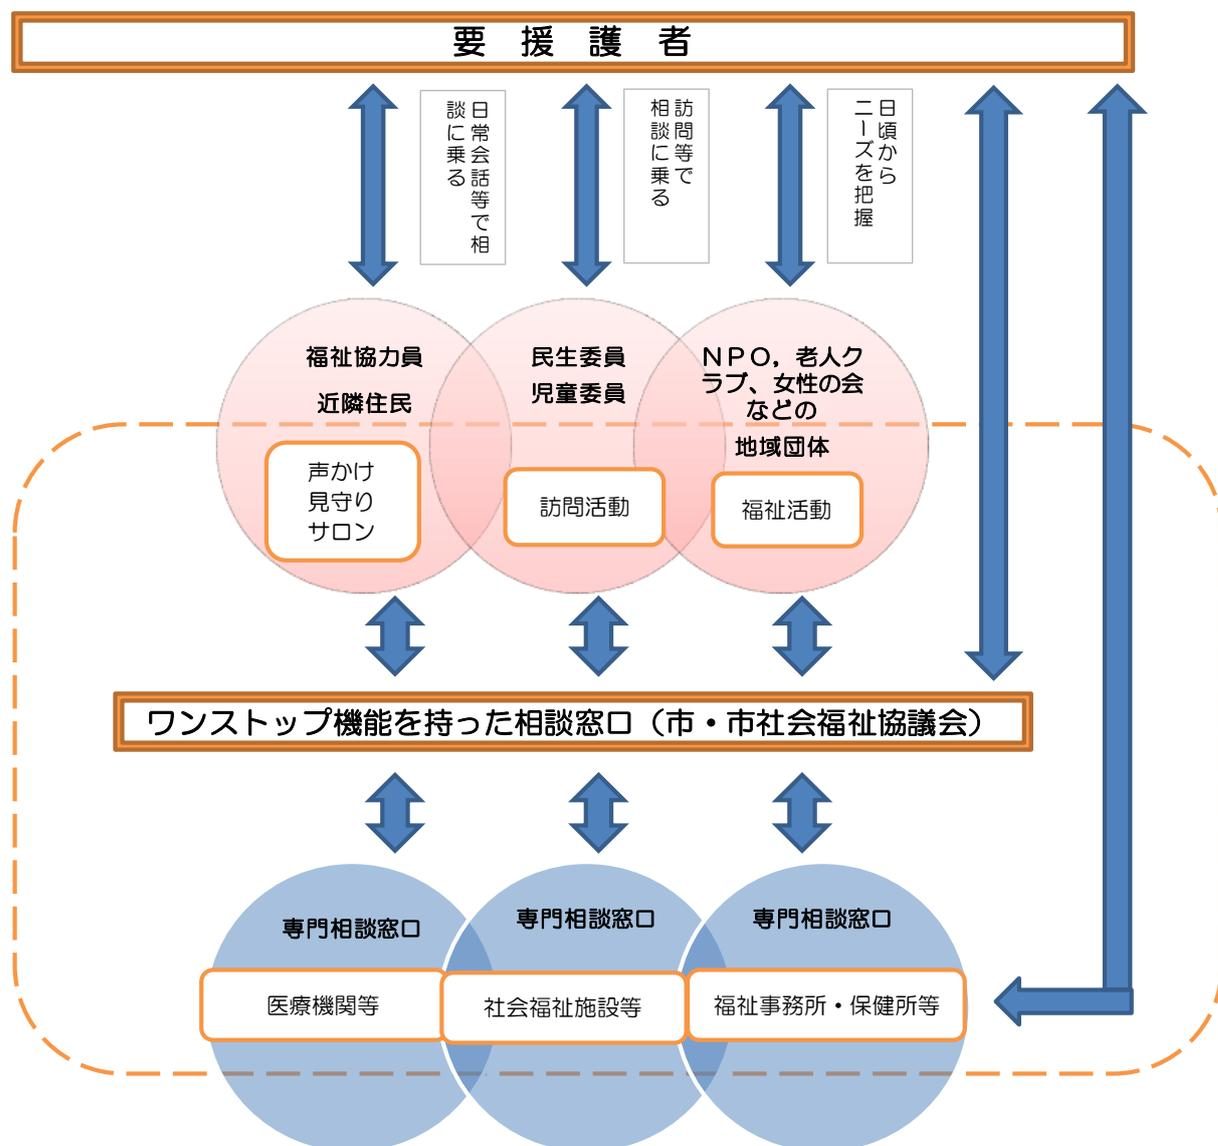 要 援 護 者
日常会話等で相
談に乗る
訪問等で
相談に乗る
日頃から
ニーズを把握
福祉協力員
近隣住民
声かけ
見守り
サロン
民生委員
児童委員
訪問活動
NPO，老人ク
ラブ、女性の会
などの
地域団体
福祉活動
ワンストップ機能を持った相談窓口（市・市社会福祉協議会）
専門相談窓口
医療機関等
専門相談窓口
社会福祉施設等
専門相談窓口
福祉事務所・保健所等